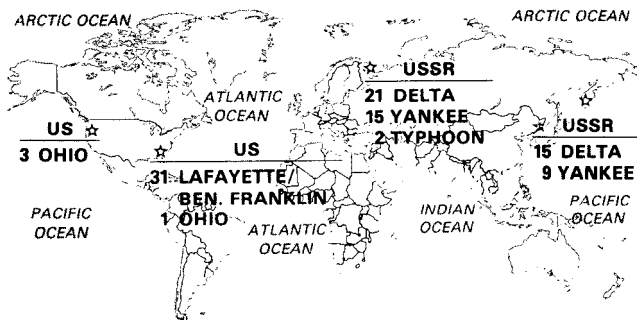 ARCTIC OCEAN
ARCTIC OCEAN
ATLANTIC
OCEAN
USSR
21 DELTA
15 YANKEE
2 TYPHOON
US
3 OHIO
USSR
15 DELTA
9 YANKEE
US
31 LAFAYETTE/
BEN. FRANKLIN
1 OHIO
PACIFIC
OCEAN
ATLANTIC
OCEAN
INDIAN
OCEAN
PACIFIC
OCEAN